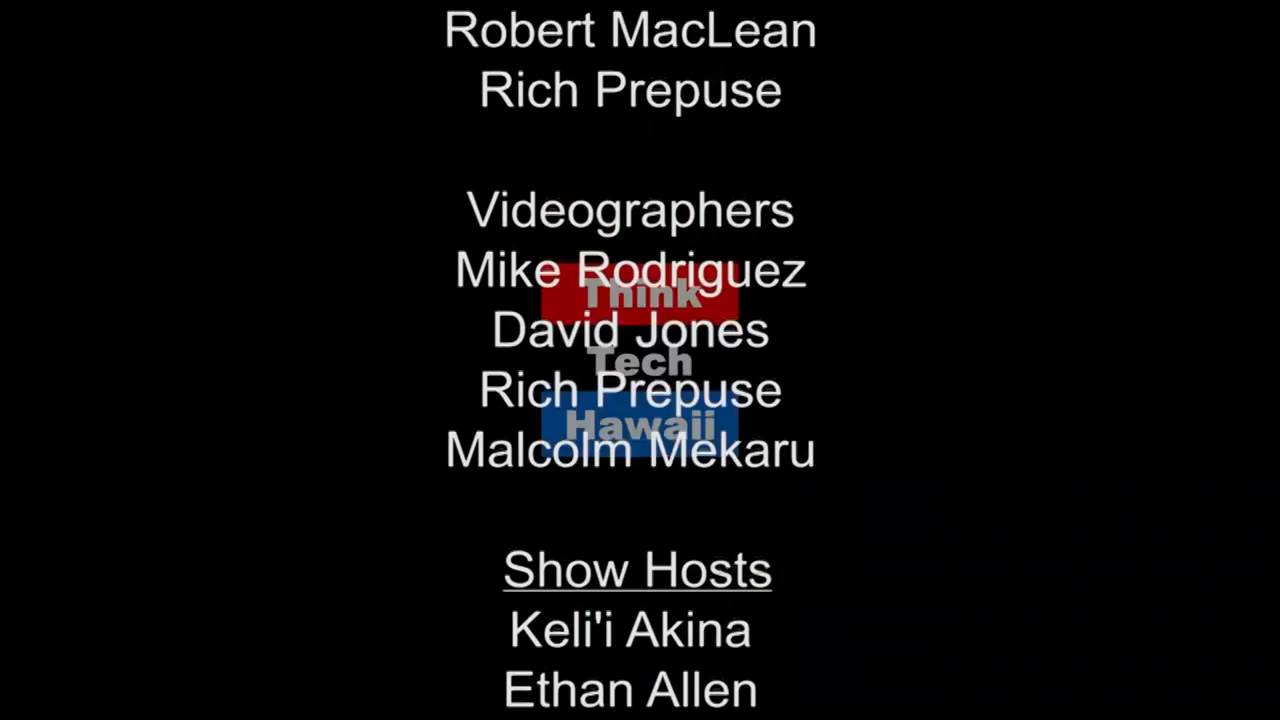 Robert MacLean
Rich Prepuse
Videographers
Mike Rodriguez
Think
David Jones
Tech
Rich Prepuse
Hawaii
Malcolm Mekaru
Show Hosts
Keli'i Akina
Ethan Allen